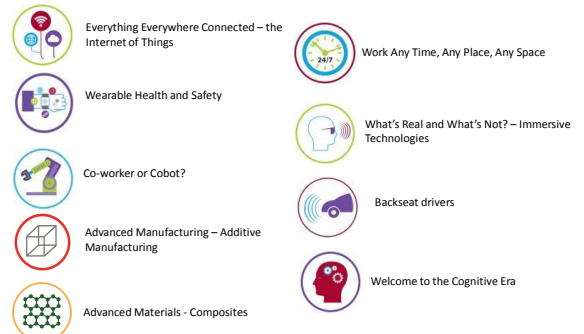 Everything Everywhere Connected – the
Internet of Things
Wearable Health and Safety
Co-worker or Cobot?
Advanced Manufacturing – Additive
Manufacturing
Advanced Materials - Composites
24/7
Work Any Time, Any Place, Any Space
What's Real and What's Not? – Immersive
Technologies
Backseat drivers
Welcome to the Cognitive Era